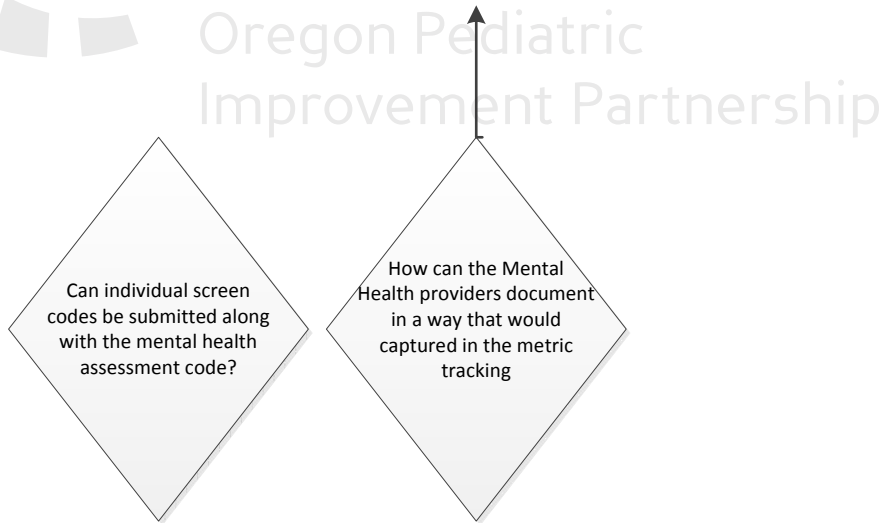 Oregon Pediatric
Improvement Partnership
Can individual screen
codes be submitted along
with the mental health
assessment code?
How can the Mental
Health providers document
in a way that would
captured in the metric
tracking